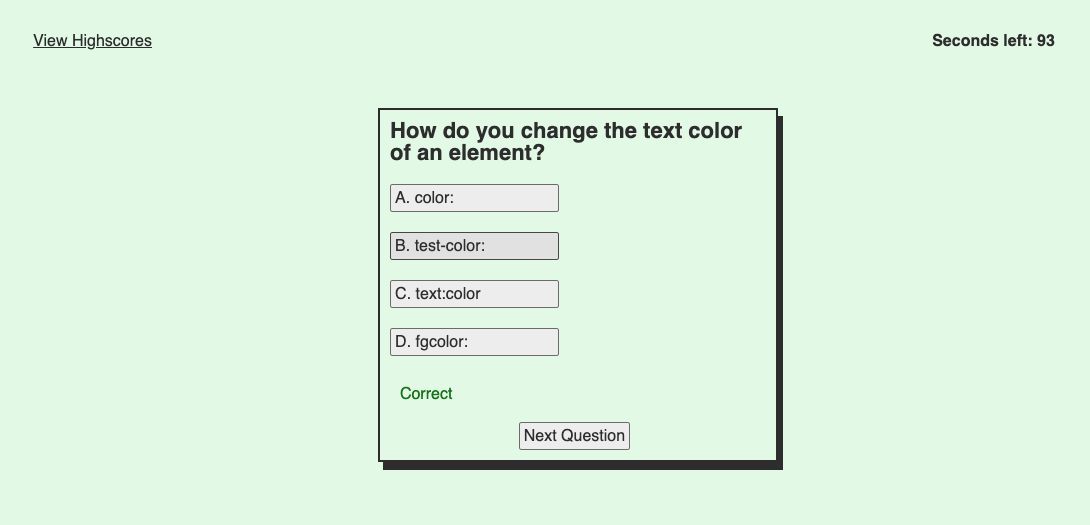 View Highscores
Seconds left: 93
How do you change the text color
of an element?
A. color:
B. test-color:
C. text:color
D. fgcolor:
Correct
Next Question